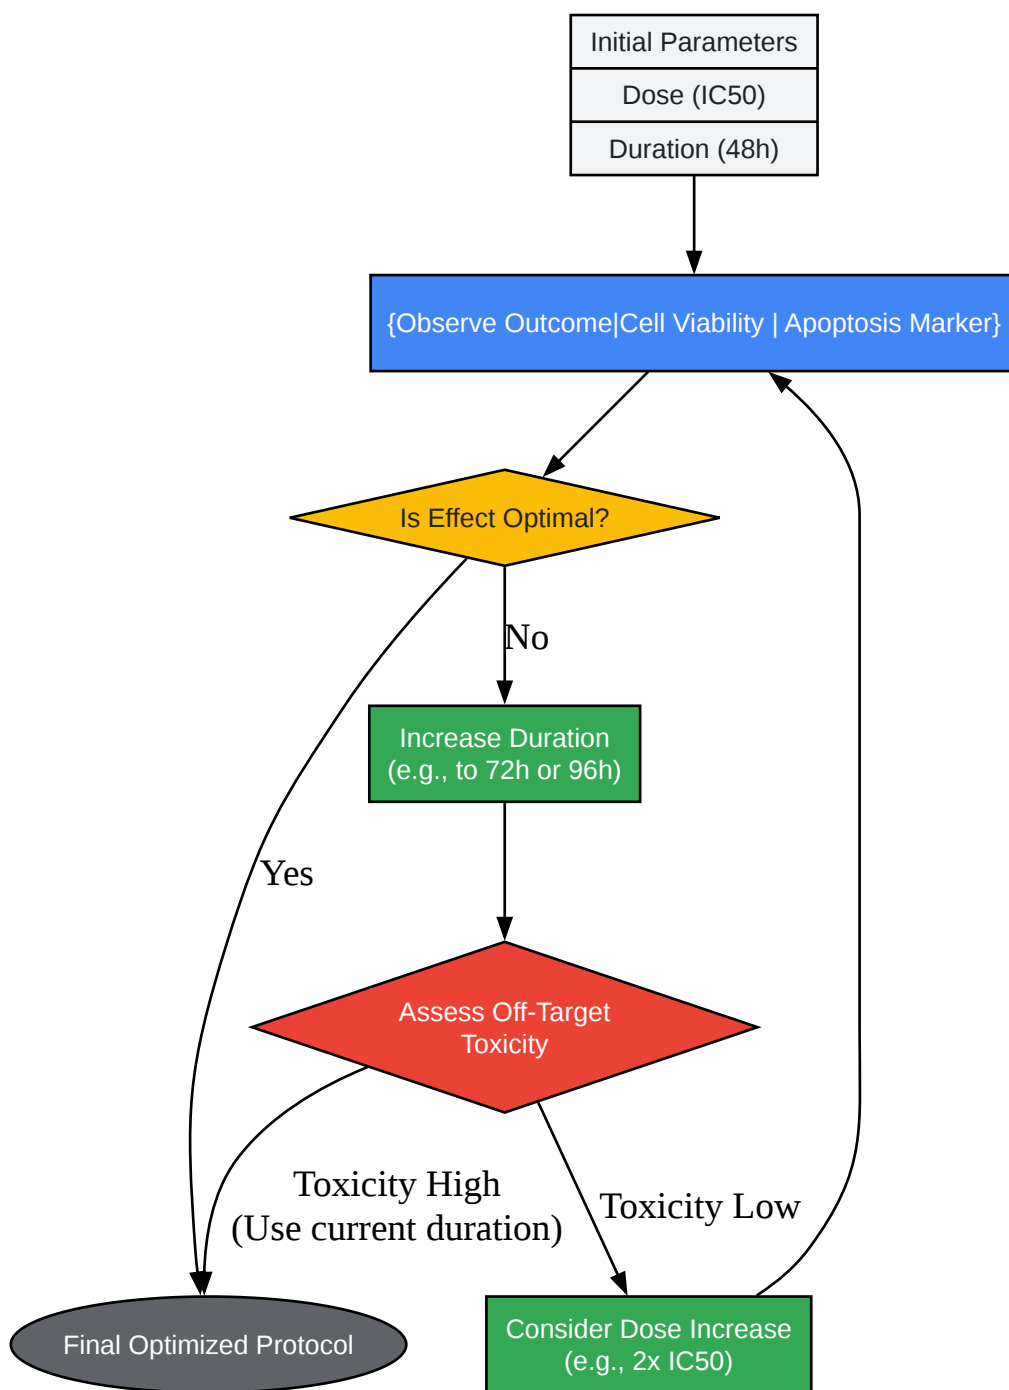 Initial Parameters
Dose (IC50)
Duration (48h)
{Observe Outcome|Cell Viability | Apoptosis Marker}
Is Effect Optimal?
No
Increase Duration
(e.g., to 72h or 96h)
Yes
Assess Off-Target
Toxicity
Toxicity High
(Use current duration)
Toxicity Low
Final Optimized Protocol
Consider Dose Increase
(e.g., 2x IC50)